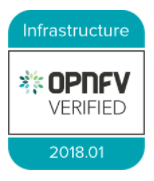 Infrastructure
OPNFV
VERIFIED
2018.01